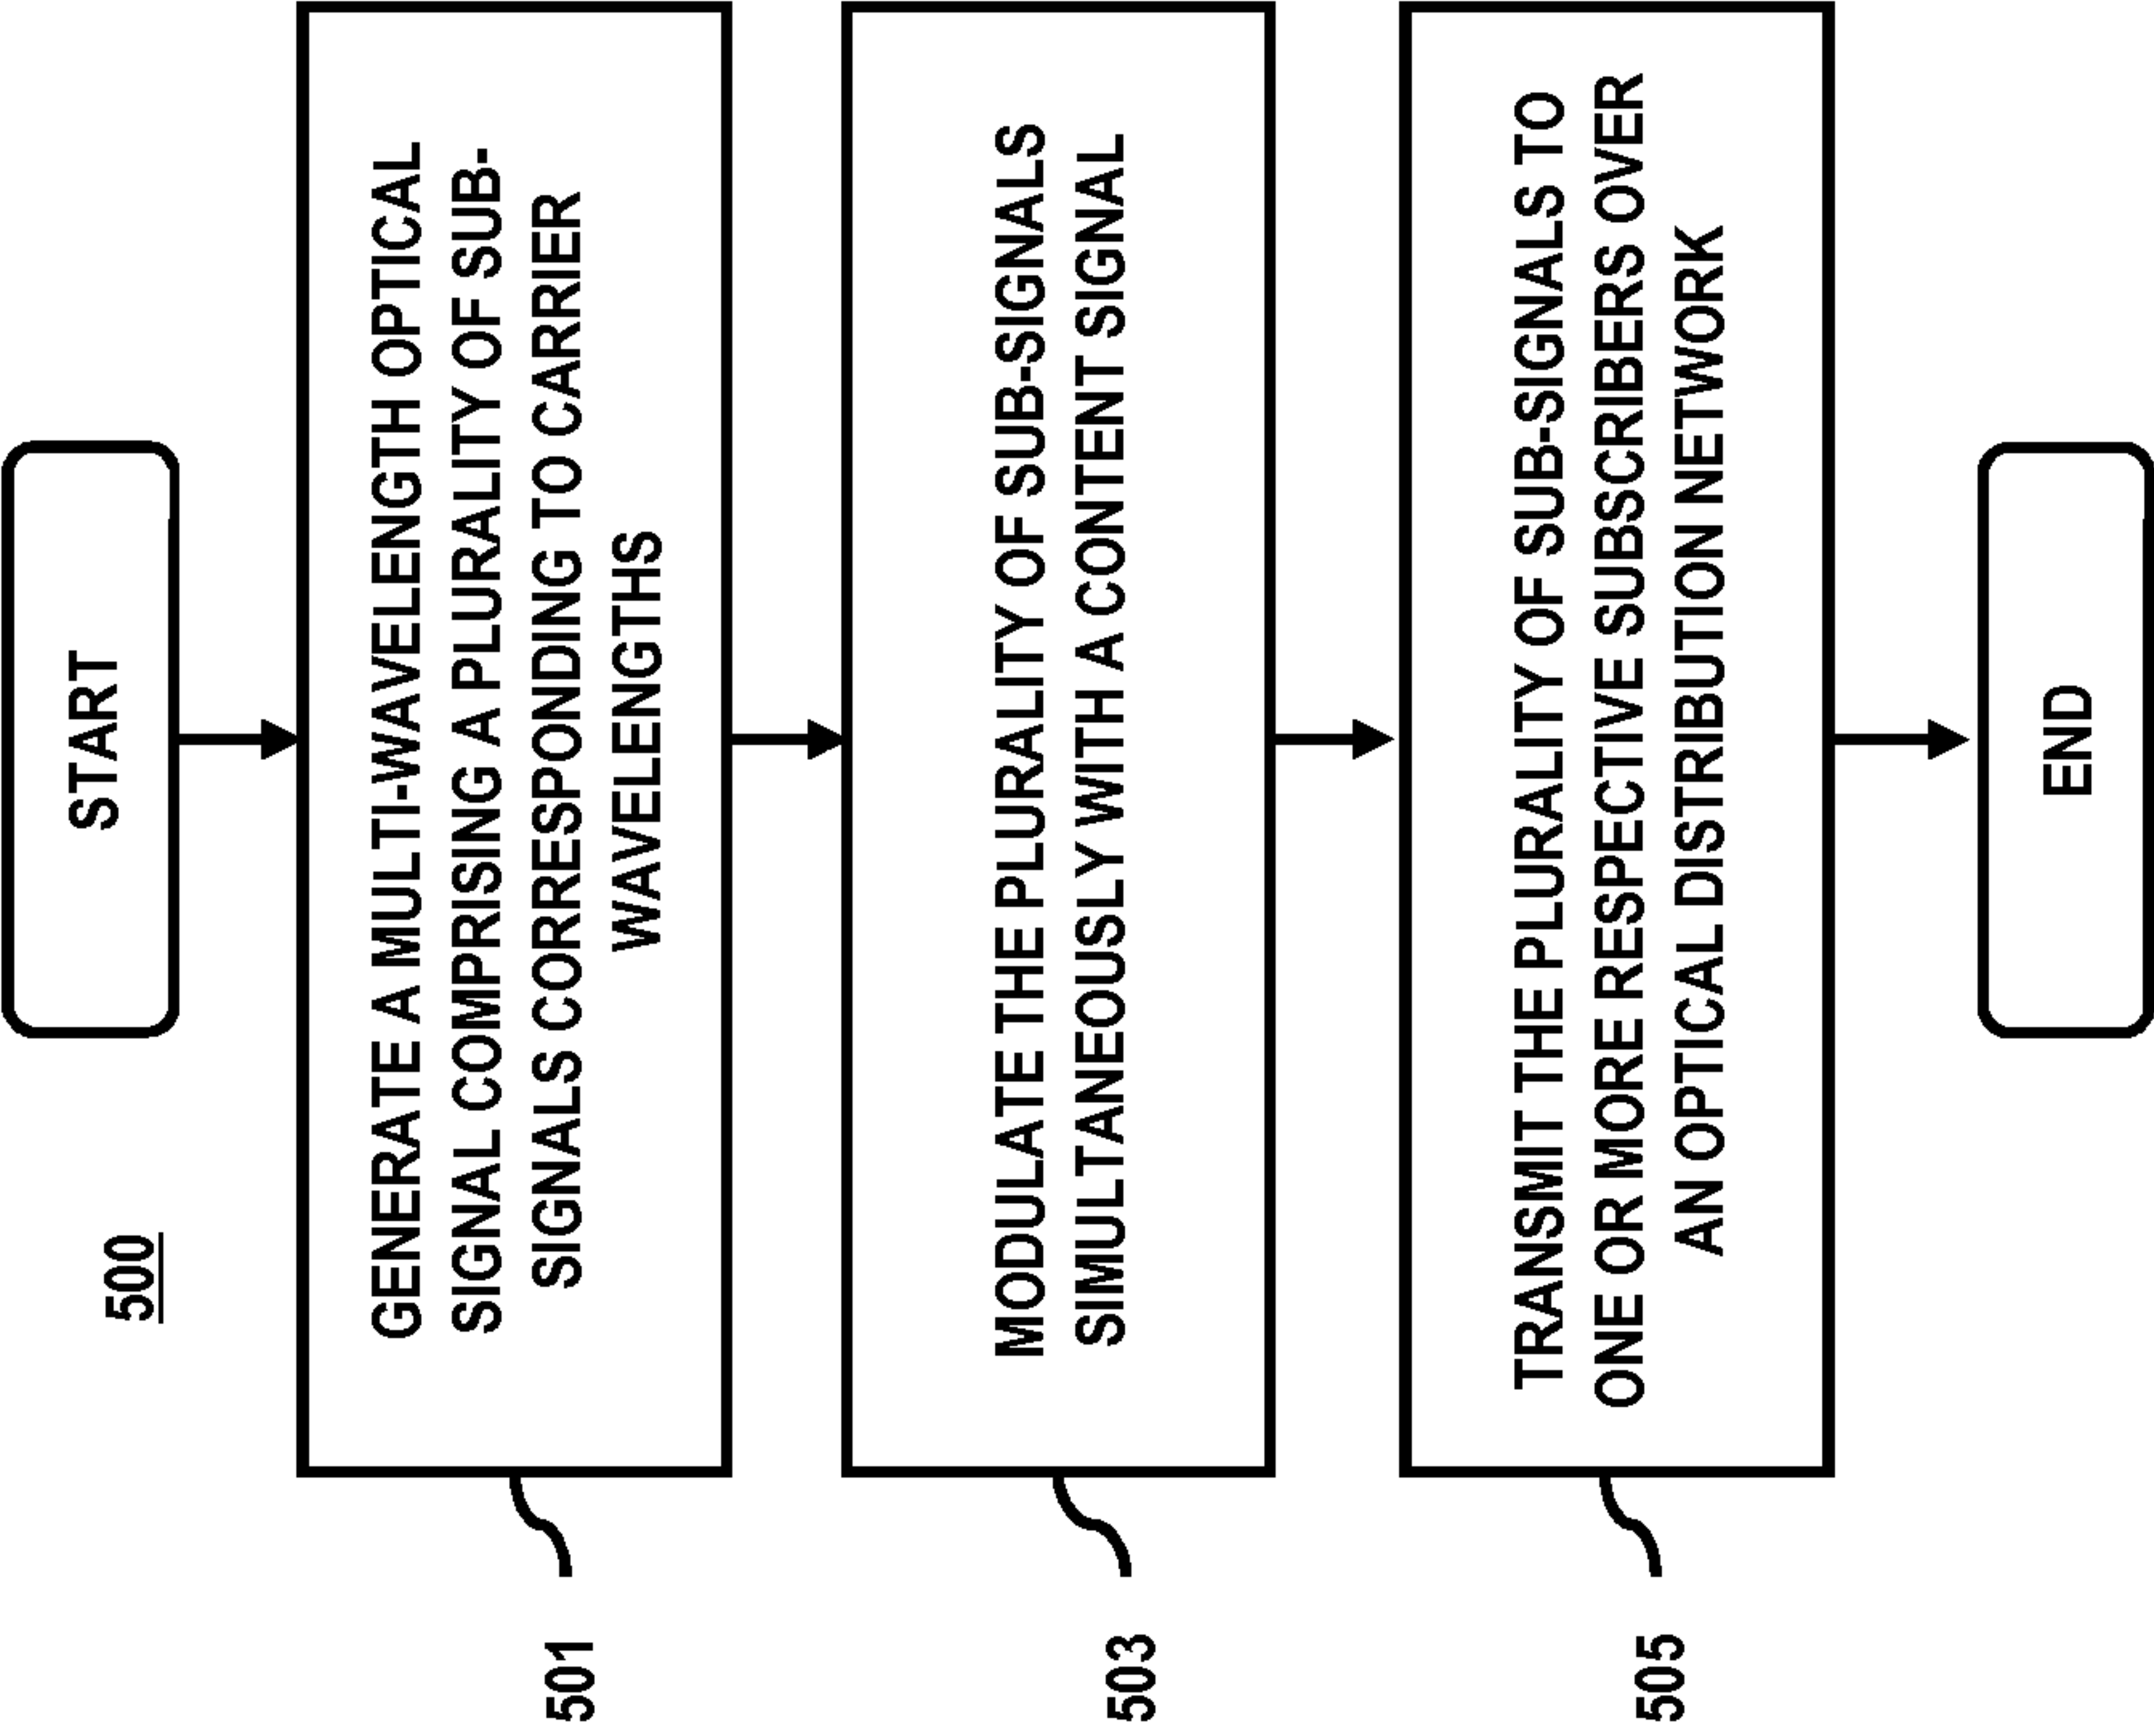 500
START
GENERATE A MULTI-WAVELENGTH OPTICAL
SIGNAL COMPRISING A PLURALITY OF SUB-
SIGNALS CORRESPONDING TO CARRIER
WAVELENGTHS
501
MODULATE THE PLURALITY OF SUB-SIGNALS
SIMULTANEOUSLY WITH A CONTENT SIGNAL
503
TRANSMIT THE PLURALITY OF SUB-SIGNALS TO
ONE OR MORE RESPECTIVE SUBSCRIBERS OVER
AN OPTICAL DISTRIBUTION NETWORK
505
END